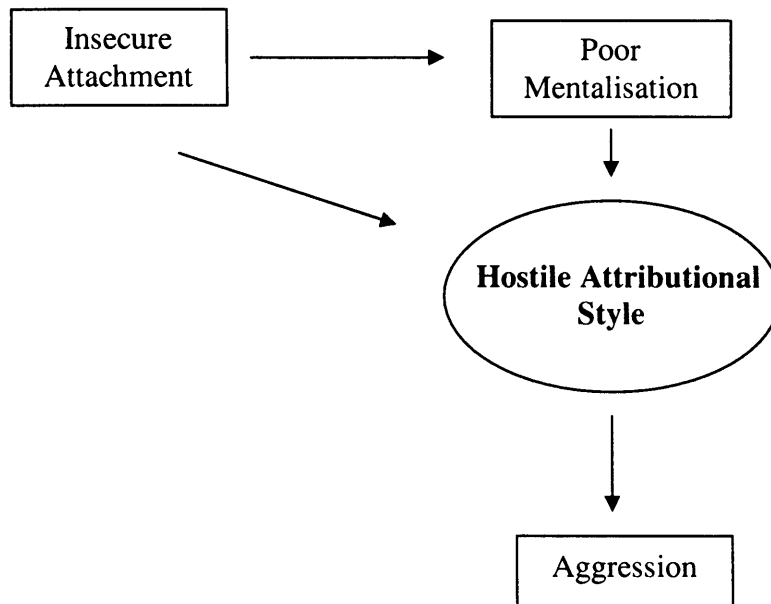 Insecure
Attachment
Poor
Mentalisation
Hostile Attributional
Style
Aggression